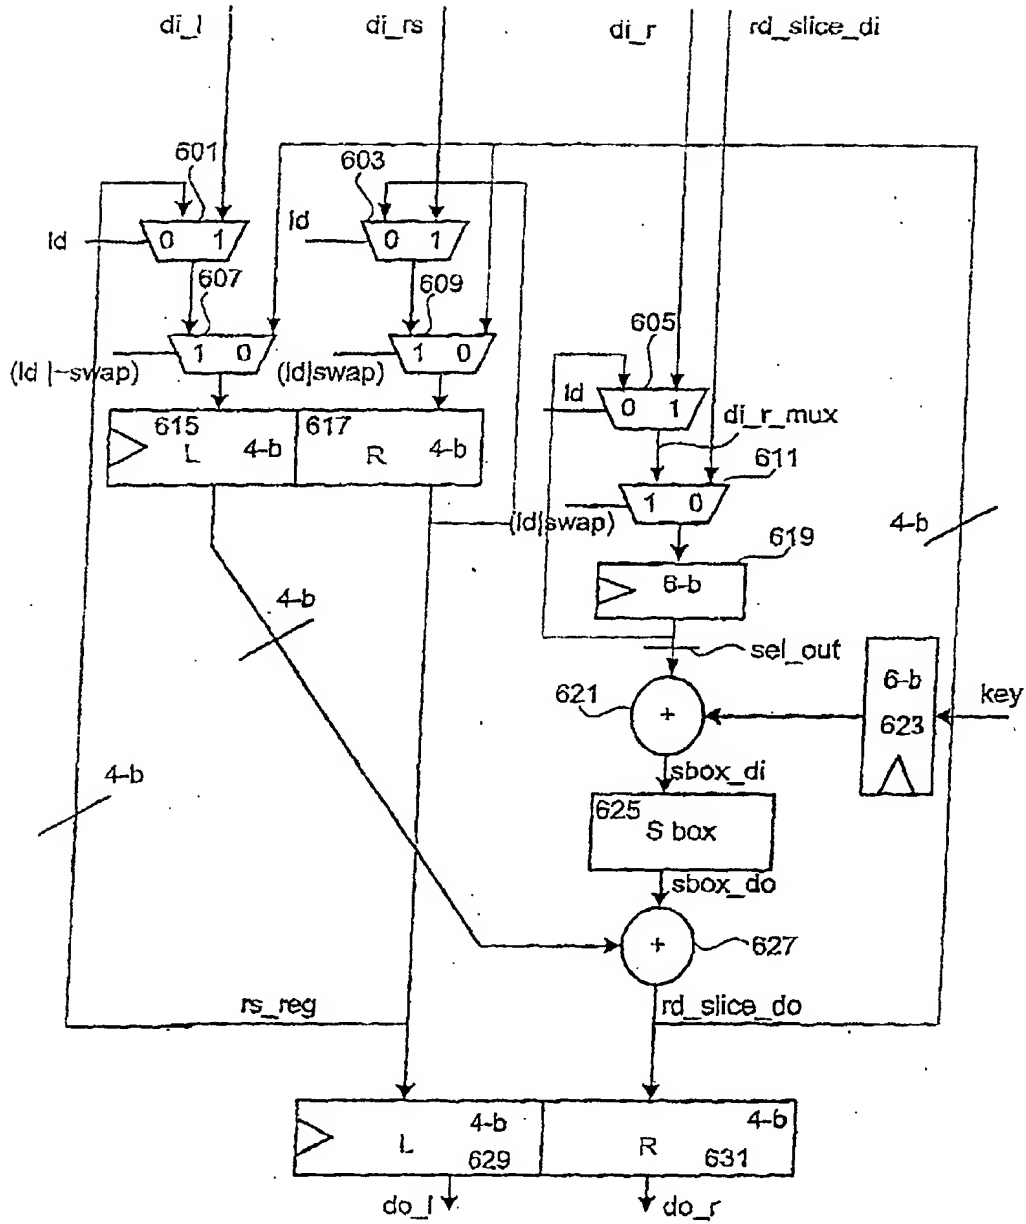 di_l di_rs di_r rd_slice_di
601 603
ld 0 1 ld 0 1
607 609
605
1 0 1 0
(ld |~swap) (ld|swap)
ld 0 1
di_r_mux
615 617
611
L 4-b R 4-b
1 0
(ld|swap)
4-b
619
6-b
4-b
sel_out
6-b
621
key
+
623
sbox_di
4-b
625
S box
sbox_do
+
627
rs_reg rd_slice_do
4-b 4-b
L R
629 631
do_l do_r